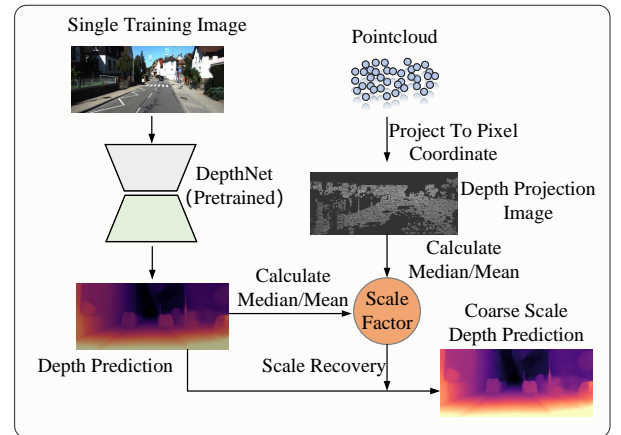 Single Training Image
Pointcloud
Project To Pixel
Coordinate
DepthNet
(Pretrained)
Depth Projection
Image
Calculate
Median/Mean
Calculate
Median/Mean
Scale
Factor
Coarse Scale
Depth Prediction
Depth Prediction
Scale Recovery